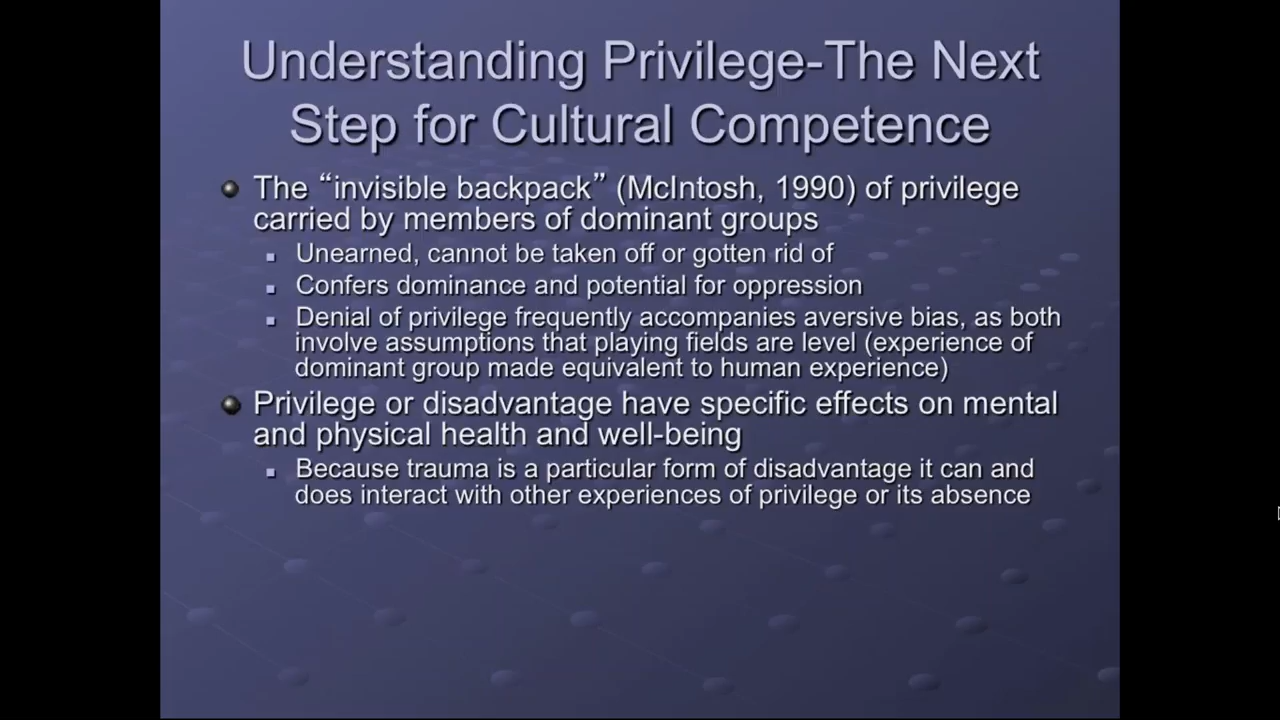 Understanding Privilege-The Next
Step for Cultural Competence
The “invisible backpack” (McIntosh, 1990) of privilege
carried by members of dominant groups
Unearned, cannot be taken off or gotten rid of
Confers dominance and potential for oppression
Denial of privilege frequently accompanies aversive bias, as both
involve assumptions that playing fields are level (experience of
dominant group made equivalent to human experience)
Privilege or disadvantage have specific effects on mental
and physical health and well-being
Because trauma is a particular form of disadvantage it can and
does interact with other experiences of privilege or its absence